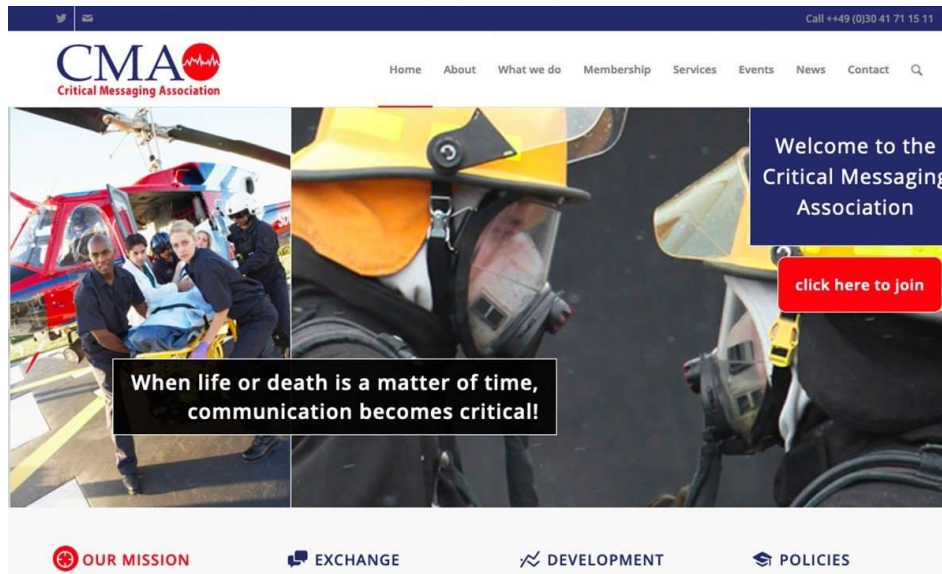 Call ++49 (0)30 41 71 15 11
CMA
Critical Messaging Association
Home About What we do Membership Services Events News Contact
Welcome to the
Critical Messaging
Association
click here to join
When life or death is a matter of time,
communication becomes critical!
OUR MISSION EXCHANGE DEVELOPMENT POLICIES